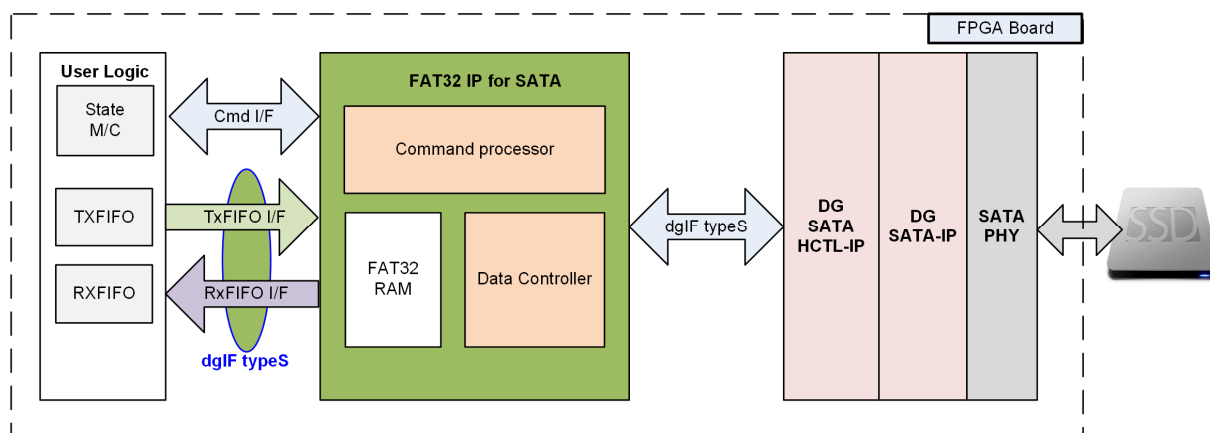 FPGA Board
User Logic
State
M/C
TXFIFO
RXFIFO
Cmd I/F
TxFIFO I/F
RxFIFO I/F
dgIF typeS
FAT32 IP for SATA
Command processor
FAT32
RAM
Data Controller
dgIF typeS
DG
SATA
HCTL-IP
DG
SATA-IP
SATA
PHY
SSD